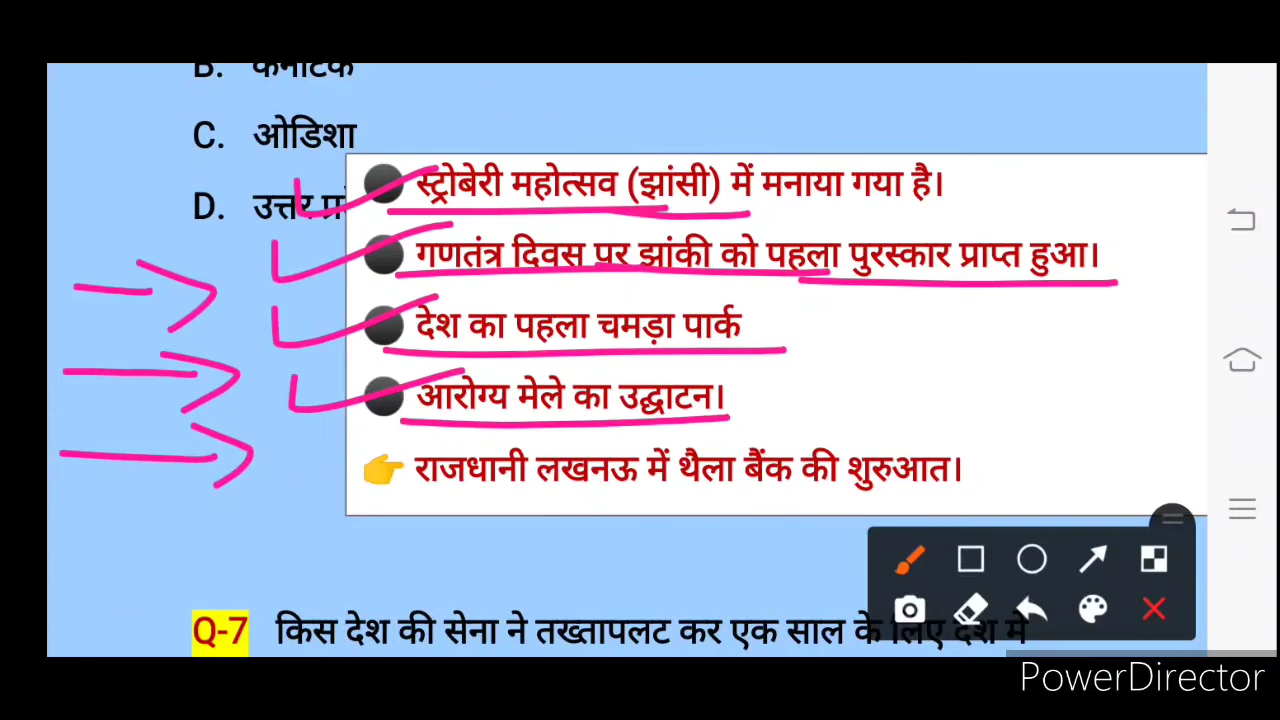 B. कर्नाटक
C. ओडिशा
D. उत्तर
स्ट्रोबेरी महोत्सव (झांसी) में मनाया गया है।
गणतंत्र दिवस पर झांकी को पहला पुरस्कार प्राप्त हुआ।
देश का पहला चमड़ा पार्क
आरोग्य मेले का उद्घाटन।
👉 राजधानी लखनऊ में थैला बैंक की शुरुआत।
Q-7 किस देश की सेना ने तख्तापलट कर एक साल के लिए देश में
PowerDirector